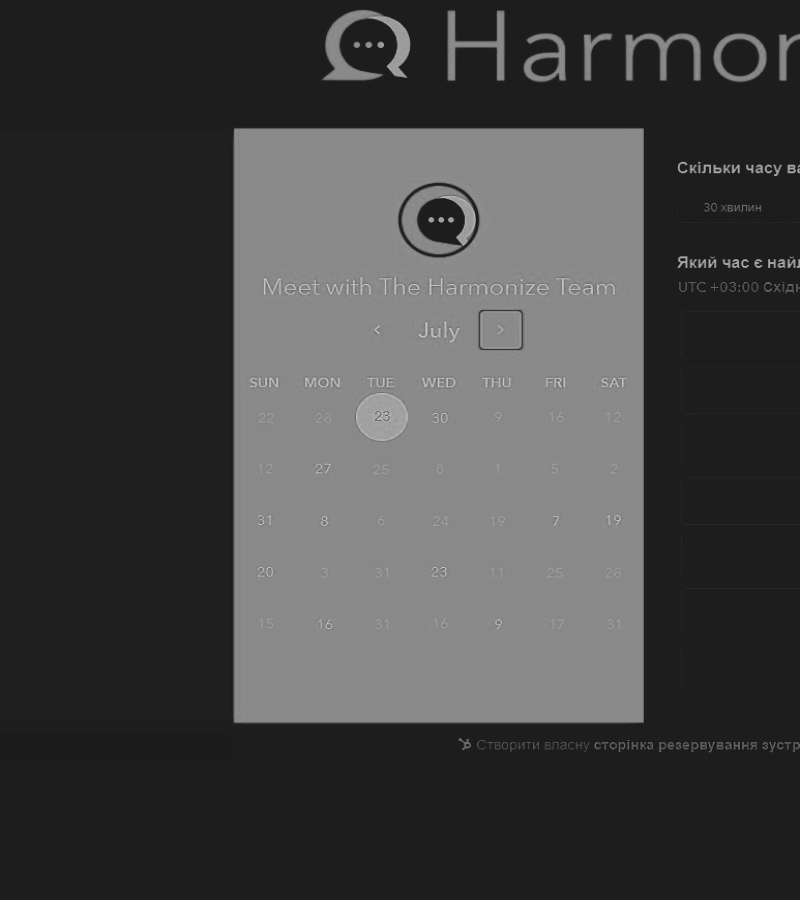 Harmon
Meet with The Harmonize Team
July
SUN MON TUE WED THU FRI SAT
22 28 23 30 9 16 12
12 27 25 8 1 5 2
31 8 6 24 19 7 19
20 3 31 23 11 25 28
15 16 31 16 9 17 31
Скільки часу ва
30 хвилин
Який час є найл
UTC +03:00 Східн
Створити власну сторінка резервування зустр